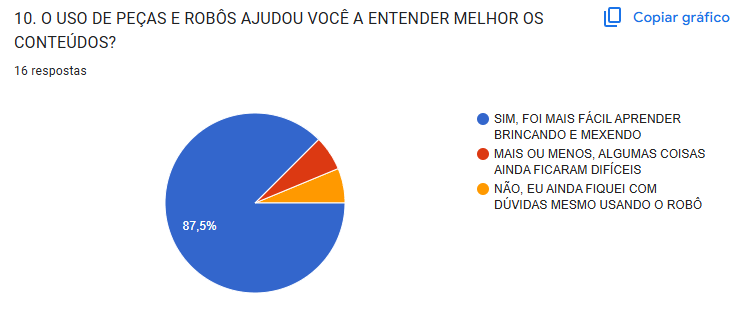 10. O USO DE PEÇAS E ROBÔS AJUDOU VOCÊ A ENTENDER MELHOR OS
CONTEÚDOS?
Copiar gráfico
16 respostas
SIM, FOI MAIS FÁCIL APRENDER
BRINCANDO E MEXENDO
MAIS OU MENOS, ALGUMAS COISAS
AINDA FICARAM DIFÍCEIS
NÃO, EU AINDA FIQUEI COM
DÚVIDAS MESMO USANDO O ROBÔ
87,5%